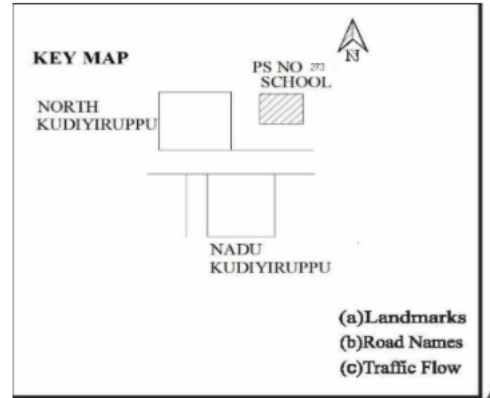 KEY MAP
N
PS NO 273
SCHOOL
NORTH
KUDIYIRUPPU
NADU
KUDIYIRUPPU
(a)Landmarks
(b)Road Names
(c)Traffic Flow